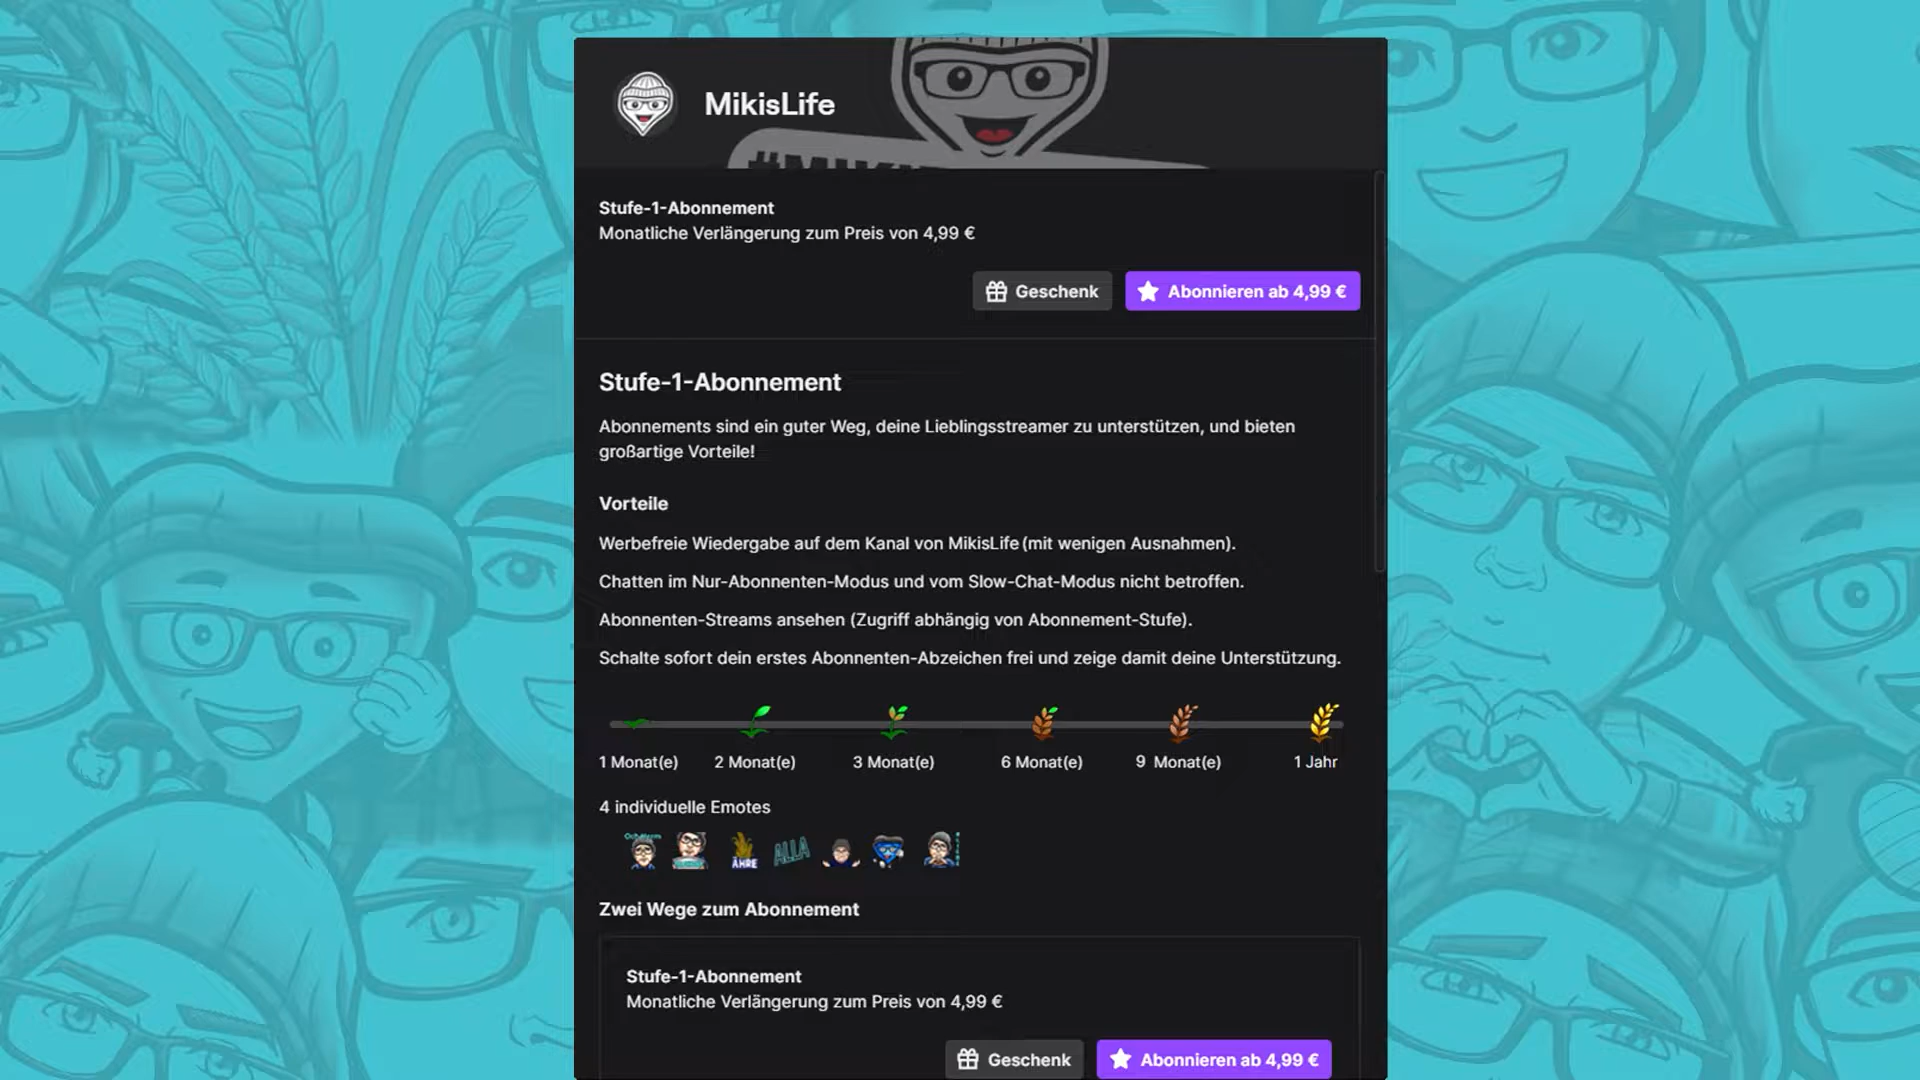 MikisLife
Stufe-1-Abonnement
Monatliche Verlängerung zum Preis von 4,99 €
Geschenk
Abonnieren ab 4,99 €
Stufe-1-Abonnement
Abonnements sind ein guter Weg, deine Lieblingsstreamer zu unterstützen, und bieten
großartige Vorteile!
Vorteile
Werbefreie Wiedergabe auf dem Kanal von MikisLife (mit wenigen Ausnahmen).
Chatten im Nur-Abonnenten-Modus und vom Slow-Chat-Modus nicht betroffen.
Abonnenten-Streams ansehen (Zugriff abhängig von Abonnement-Stufe).
Schalte sofort dein erstes Abonnenten-Abzeichen frei und zeige damit deine Unterstützung.
1 Monat(e) 2 Monat(e) 3 Monat(e) 6 Monat(e) 9 Monat(e) 1 Jahr
4 individuelle Emotes
ÄHRE
ALLA
Zwei Wege zum Abonnement
Stufe-1-Abonnement
Monatliche Verlängerung zum Preis von 4,99 €
Geschenk
Abonnieren ab 4,99 €